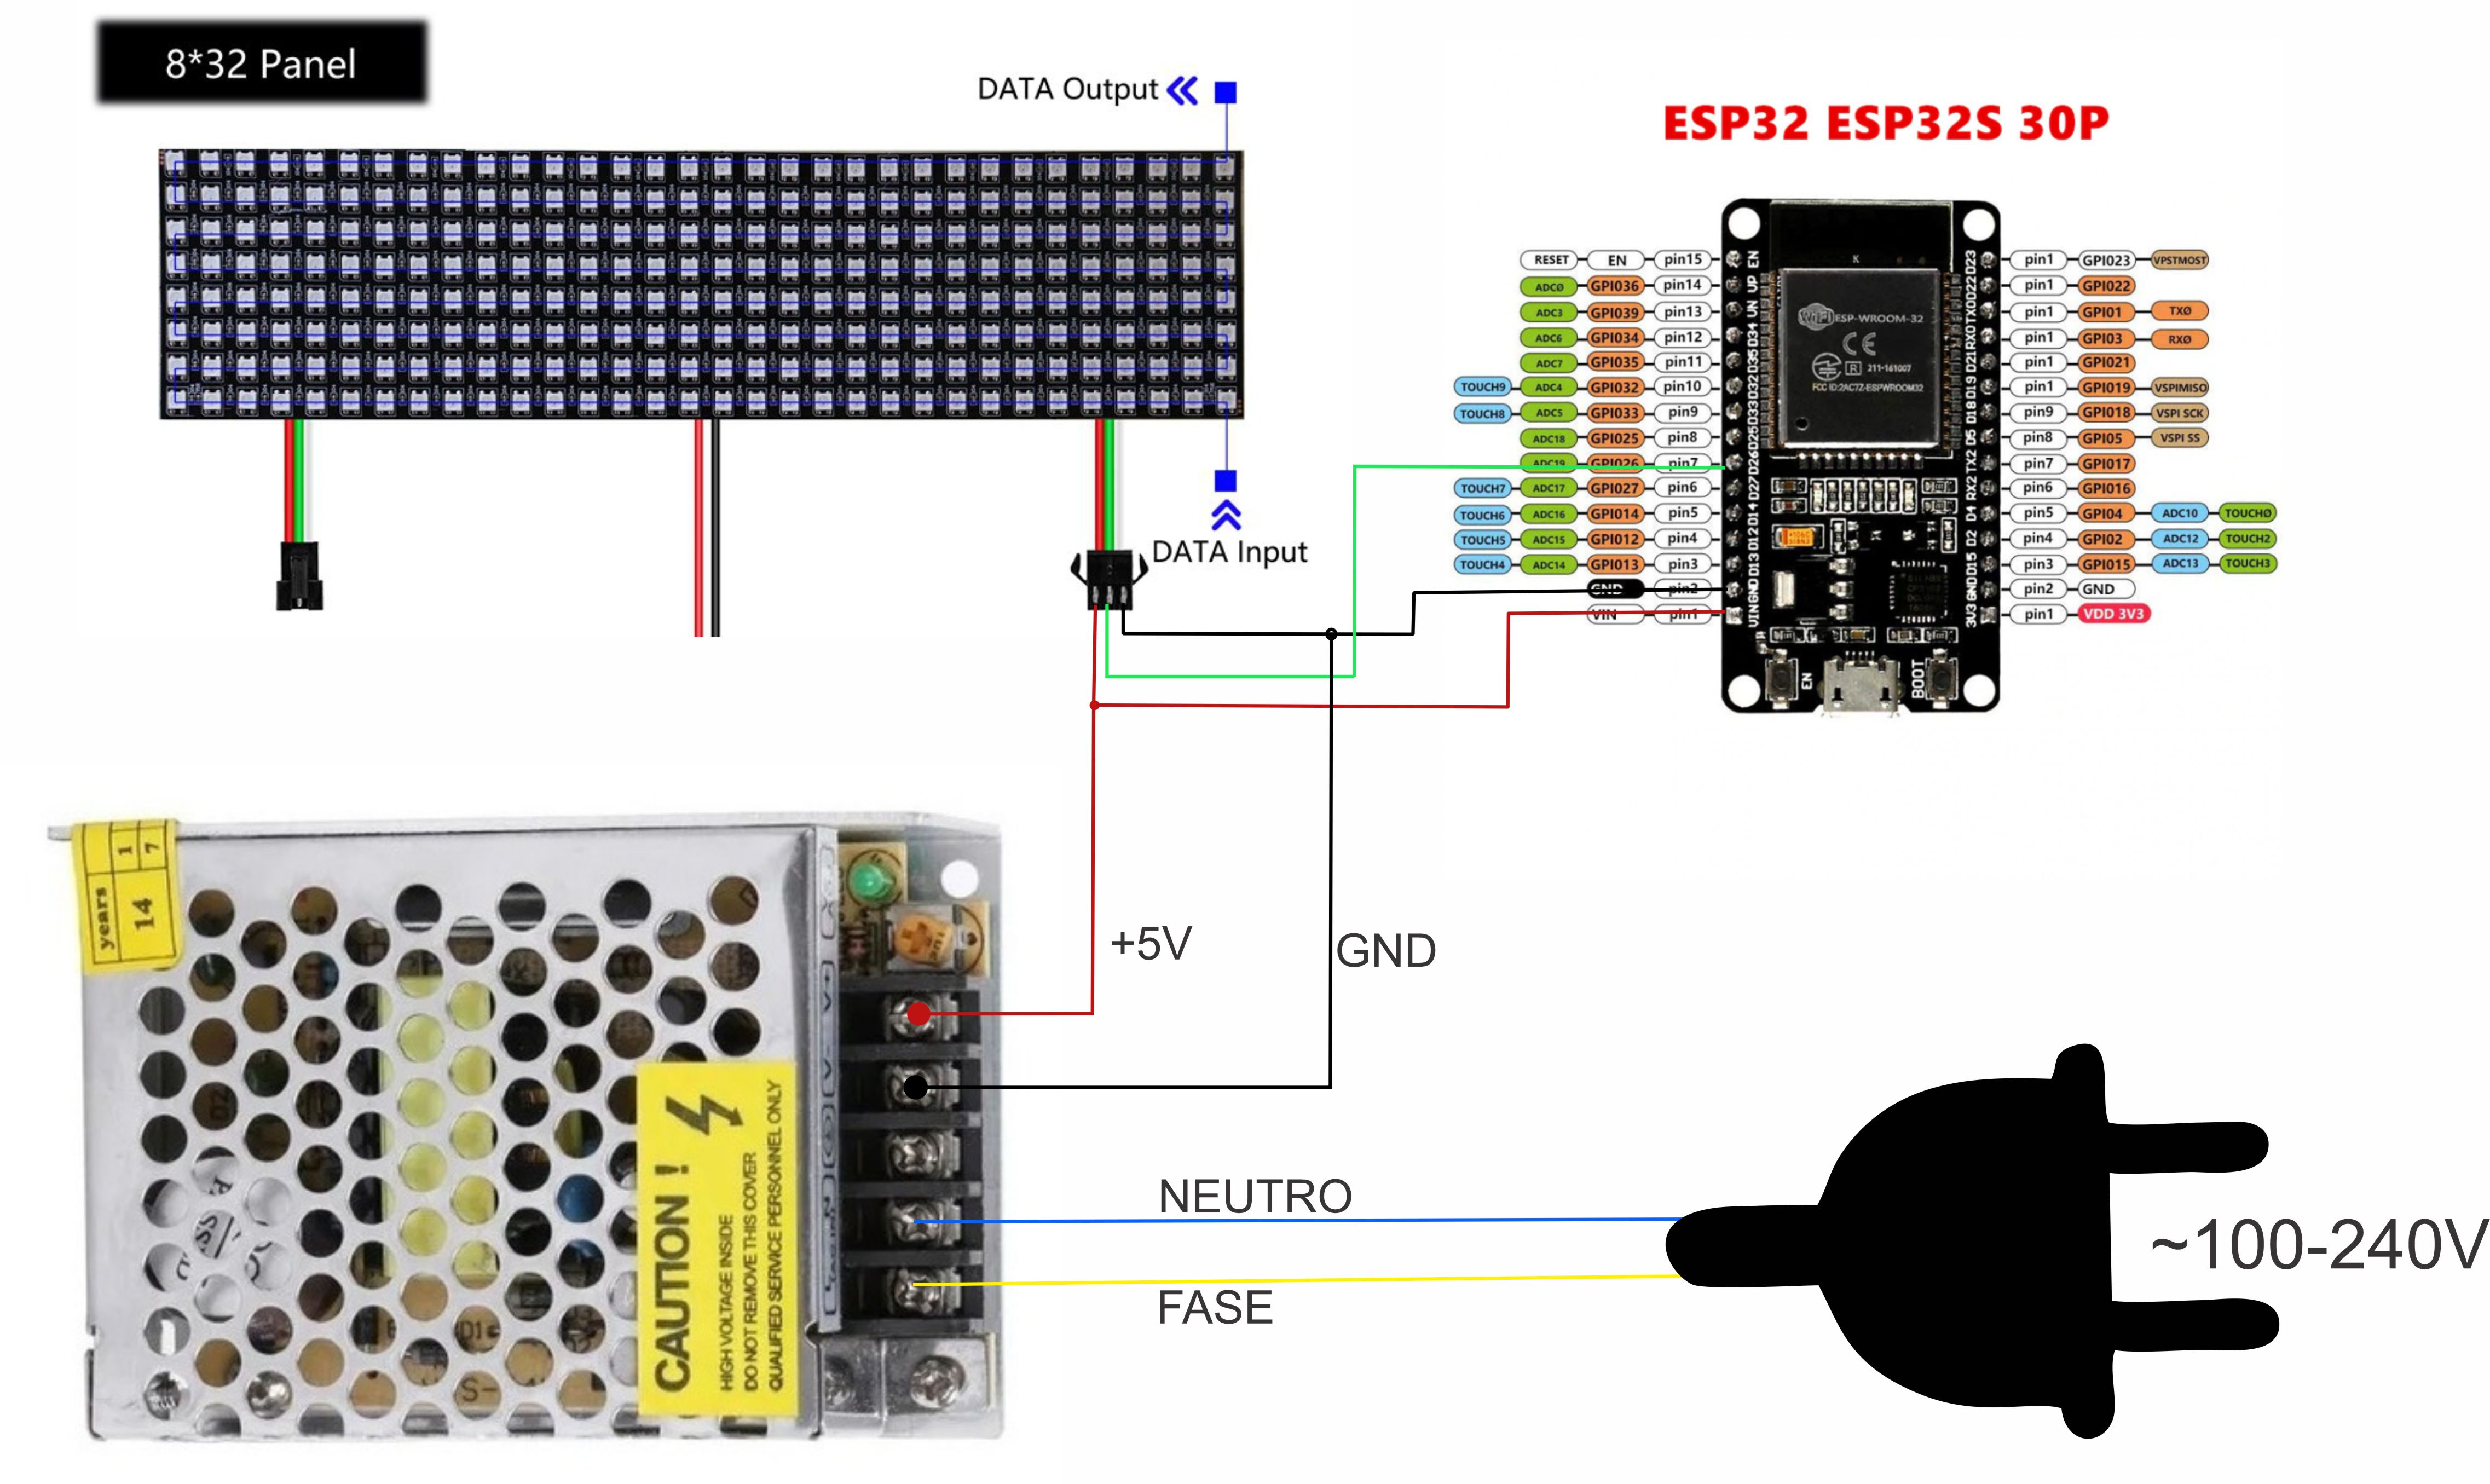 8*32 Panel
DATA Output
DATA Input
ESP32 ESP32S 30P
RESET EN pin15 EN
ADC0 GPIO36 pin14 VP
ADC3 GPIO39 pin13 VN
ADC6 GPIO34 pin12 D34
ADC7 GPIO35 pin11 D35
TOUCH9 ADC4 GPIO32 pin10 D32
TOUCH8 ADC5 GPIO33 pin9 D33
ADC18 GPIO25 pin8 D25
ADC19 GPIO26 pin7 D26
TOUCH7 ADC17 GPIO27 pin6 D27
TOUCH6 ADC16 GPIO14 pin5 D14
TOUCH5 ADC15 GPIO12 pin4 D12
TOUCH4 ADC14 GPIO13 pin3 D13
GND pin2 GND
VIN pin1 VIN
WiFi ESP-WROOM-32
CE
R 211-161007
FCC ID:2AC7Z-ESPWROOM32
EN
BOOT
D23 pin1 GPIO23 VPSTMOST
D22 pin1 GPIO22
TX0 pin1 GPIO1 TXØ
RX0 pin1 GPIO3 RXØ
D21 pin1 GPIO21
D19 pin1 GPIO19 VSPIMISO
D18 pin9 GPIO18 VSPI SCK
D5 pin8 GPIO5 VSPI SS
TX2 pin7 GPIO17
RX2 pin6 GPIO16
D4 pin5 GPIO4 ADC10 TOUCHØ
D2 pin4 GPIO2 ADC12 TOUCH2
D15 pin3 GPIO15 ADC13 TOUCH3
GND pin2 GND
3V3 pin1 VDD 3V3
years 14
1 7
+5V
GND
CAUTION !
HIGH VOLTAGE INSIDE
DO NOT REMOVE THIS COVER
QUALIFIED SERVICE PERSONNEL ONLY
NEUTRO
FASE
~100-240V